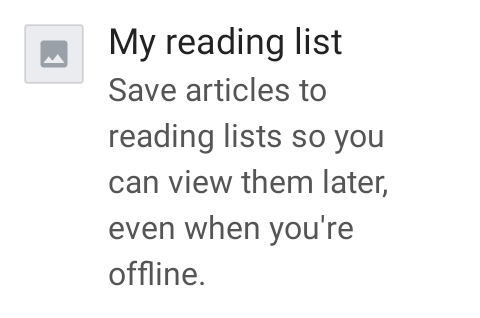 My reading list
Save articles to
reading lists so you
can view them later,
even when you're
offline.